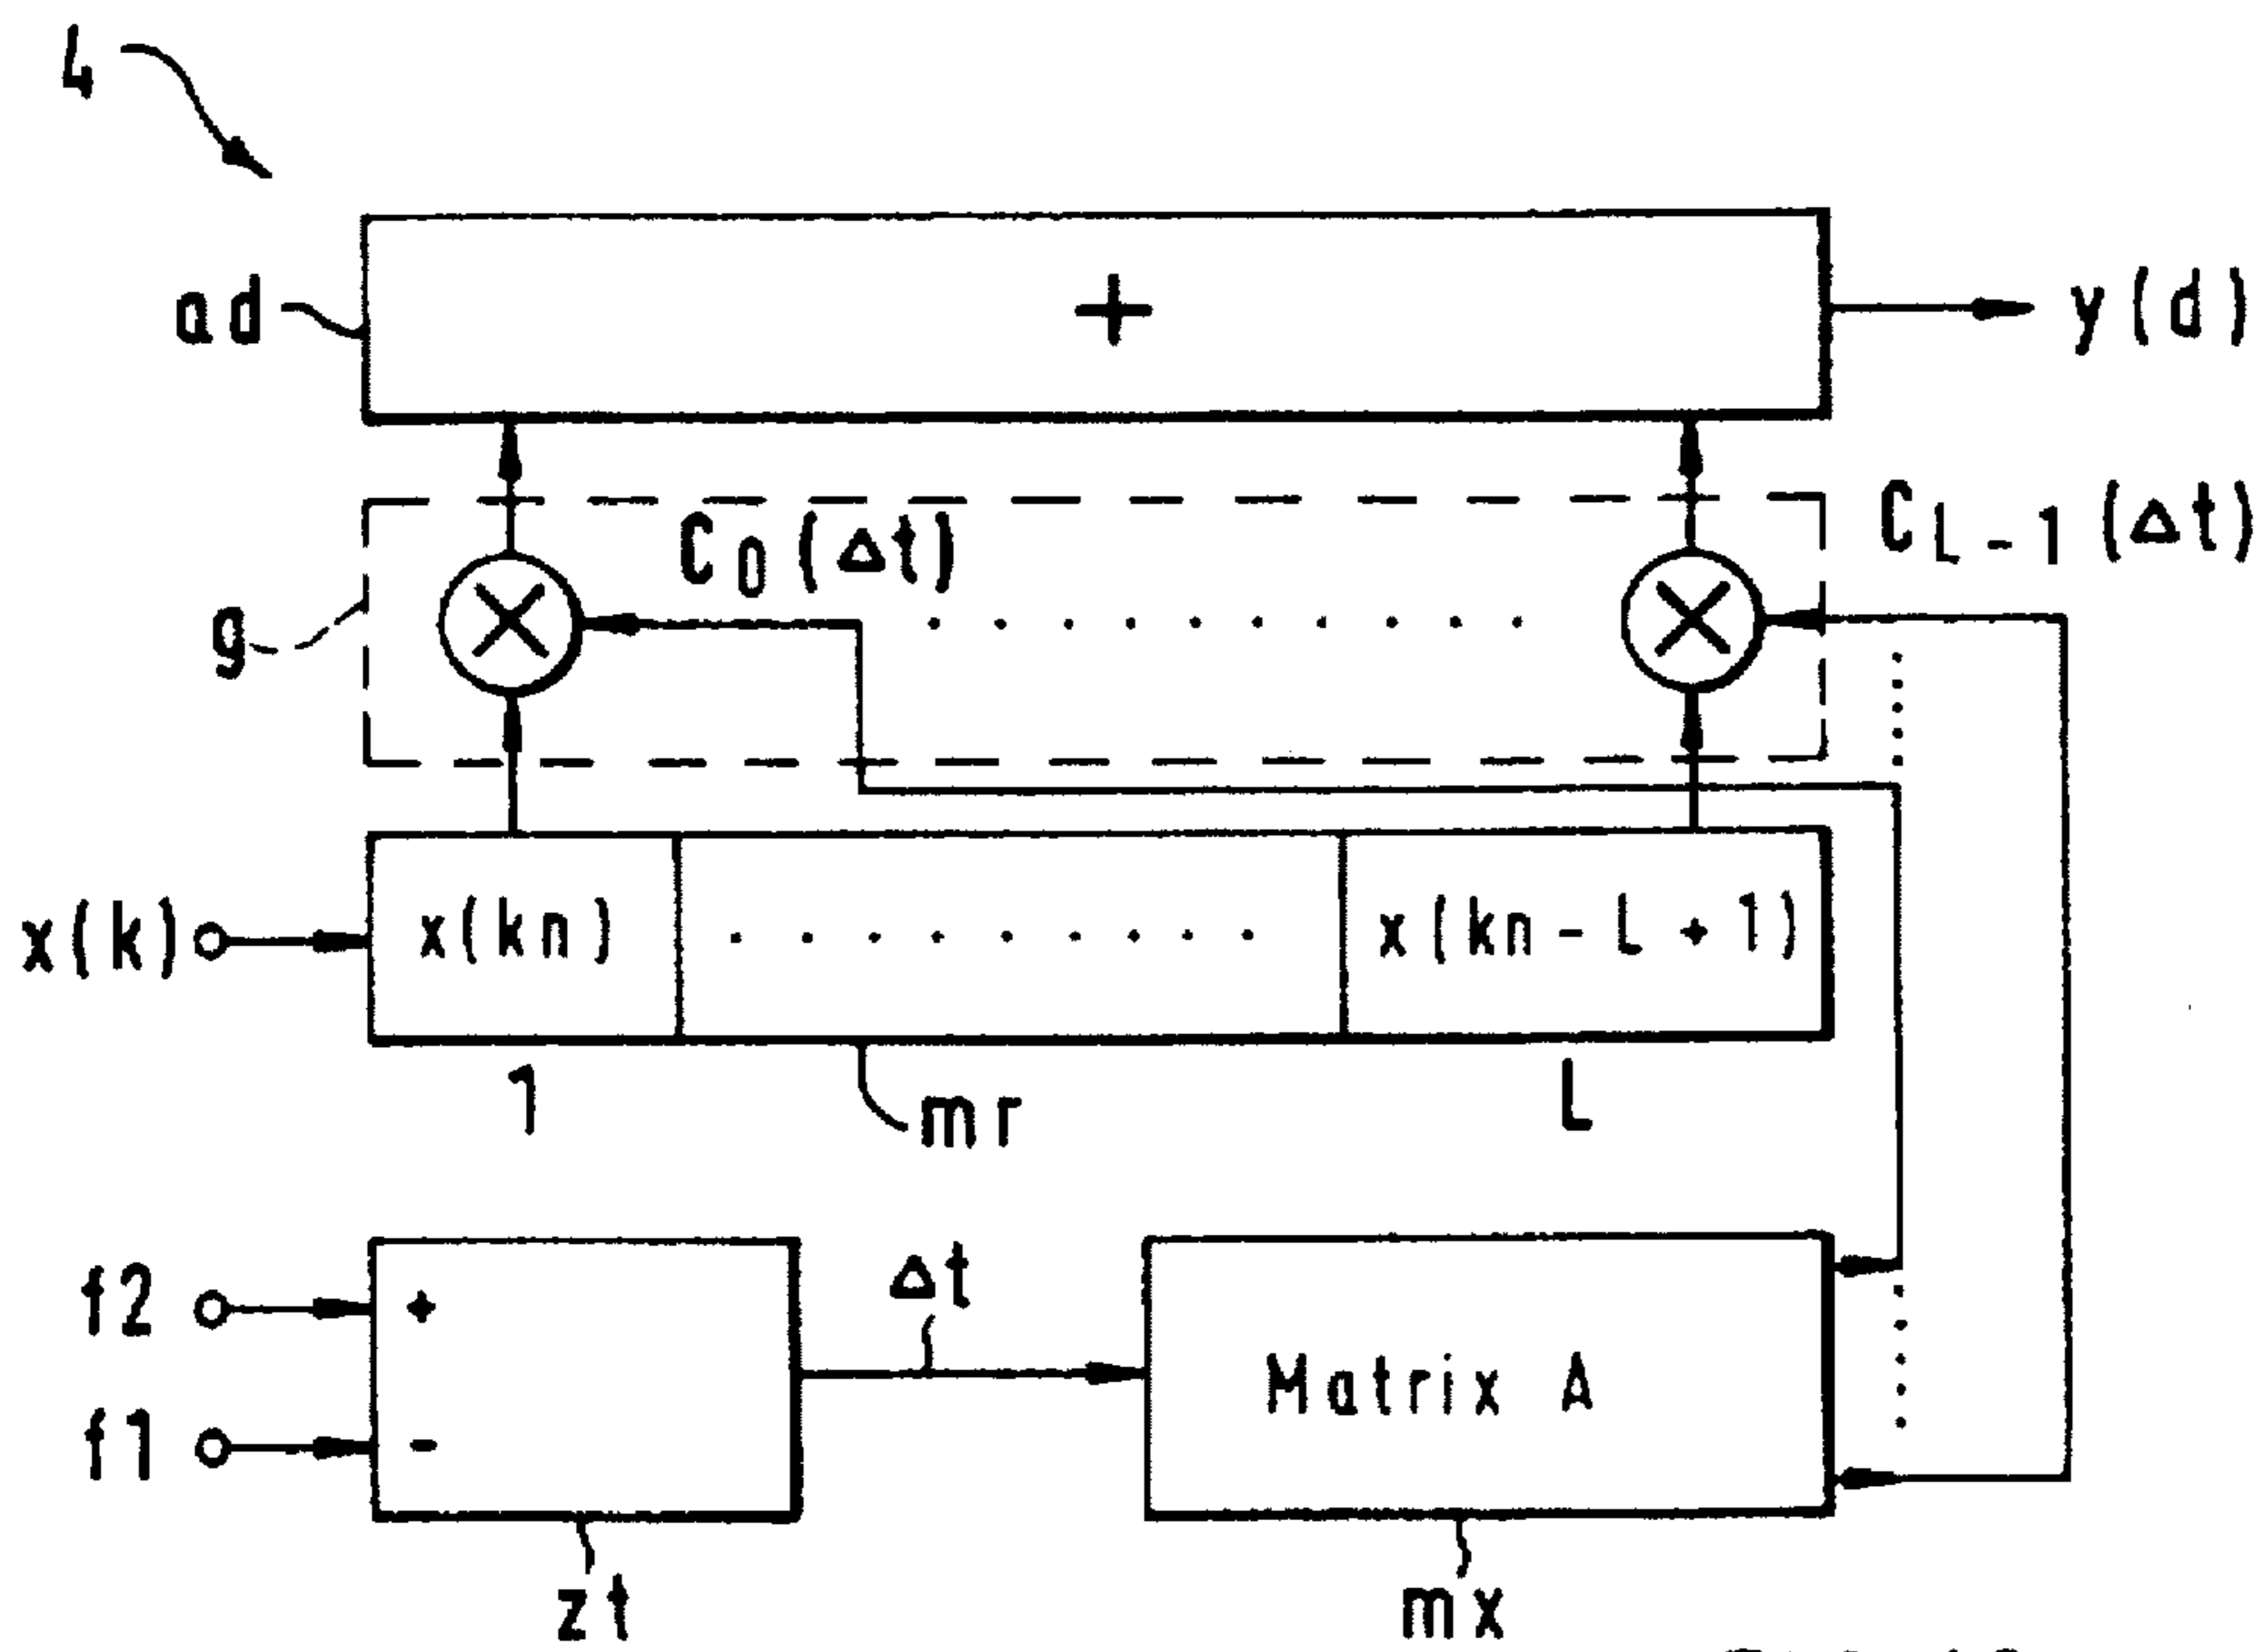 4
ad
+
y(d)
C0(Δt)
CL-1(Δt)
g
x(k)
x(kn)
x(kn-L+1)
1
mr
L
f2
+
Δt
f1
-
Matrix A
zt
mx